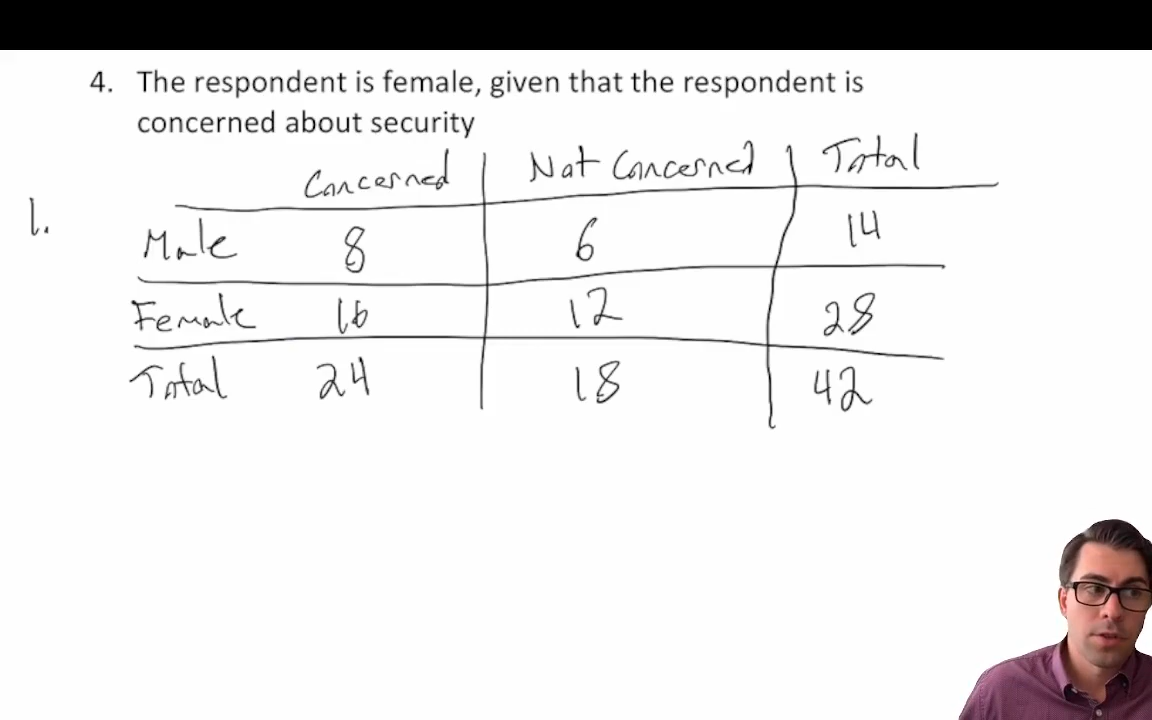 4. The respondent is female, given that the respondent is
concerned about security
Concerned Not Concerned Total
1.
Male 8 6 14
Female 16 12 28
Total 24 18 42